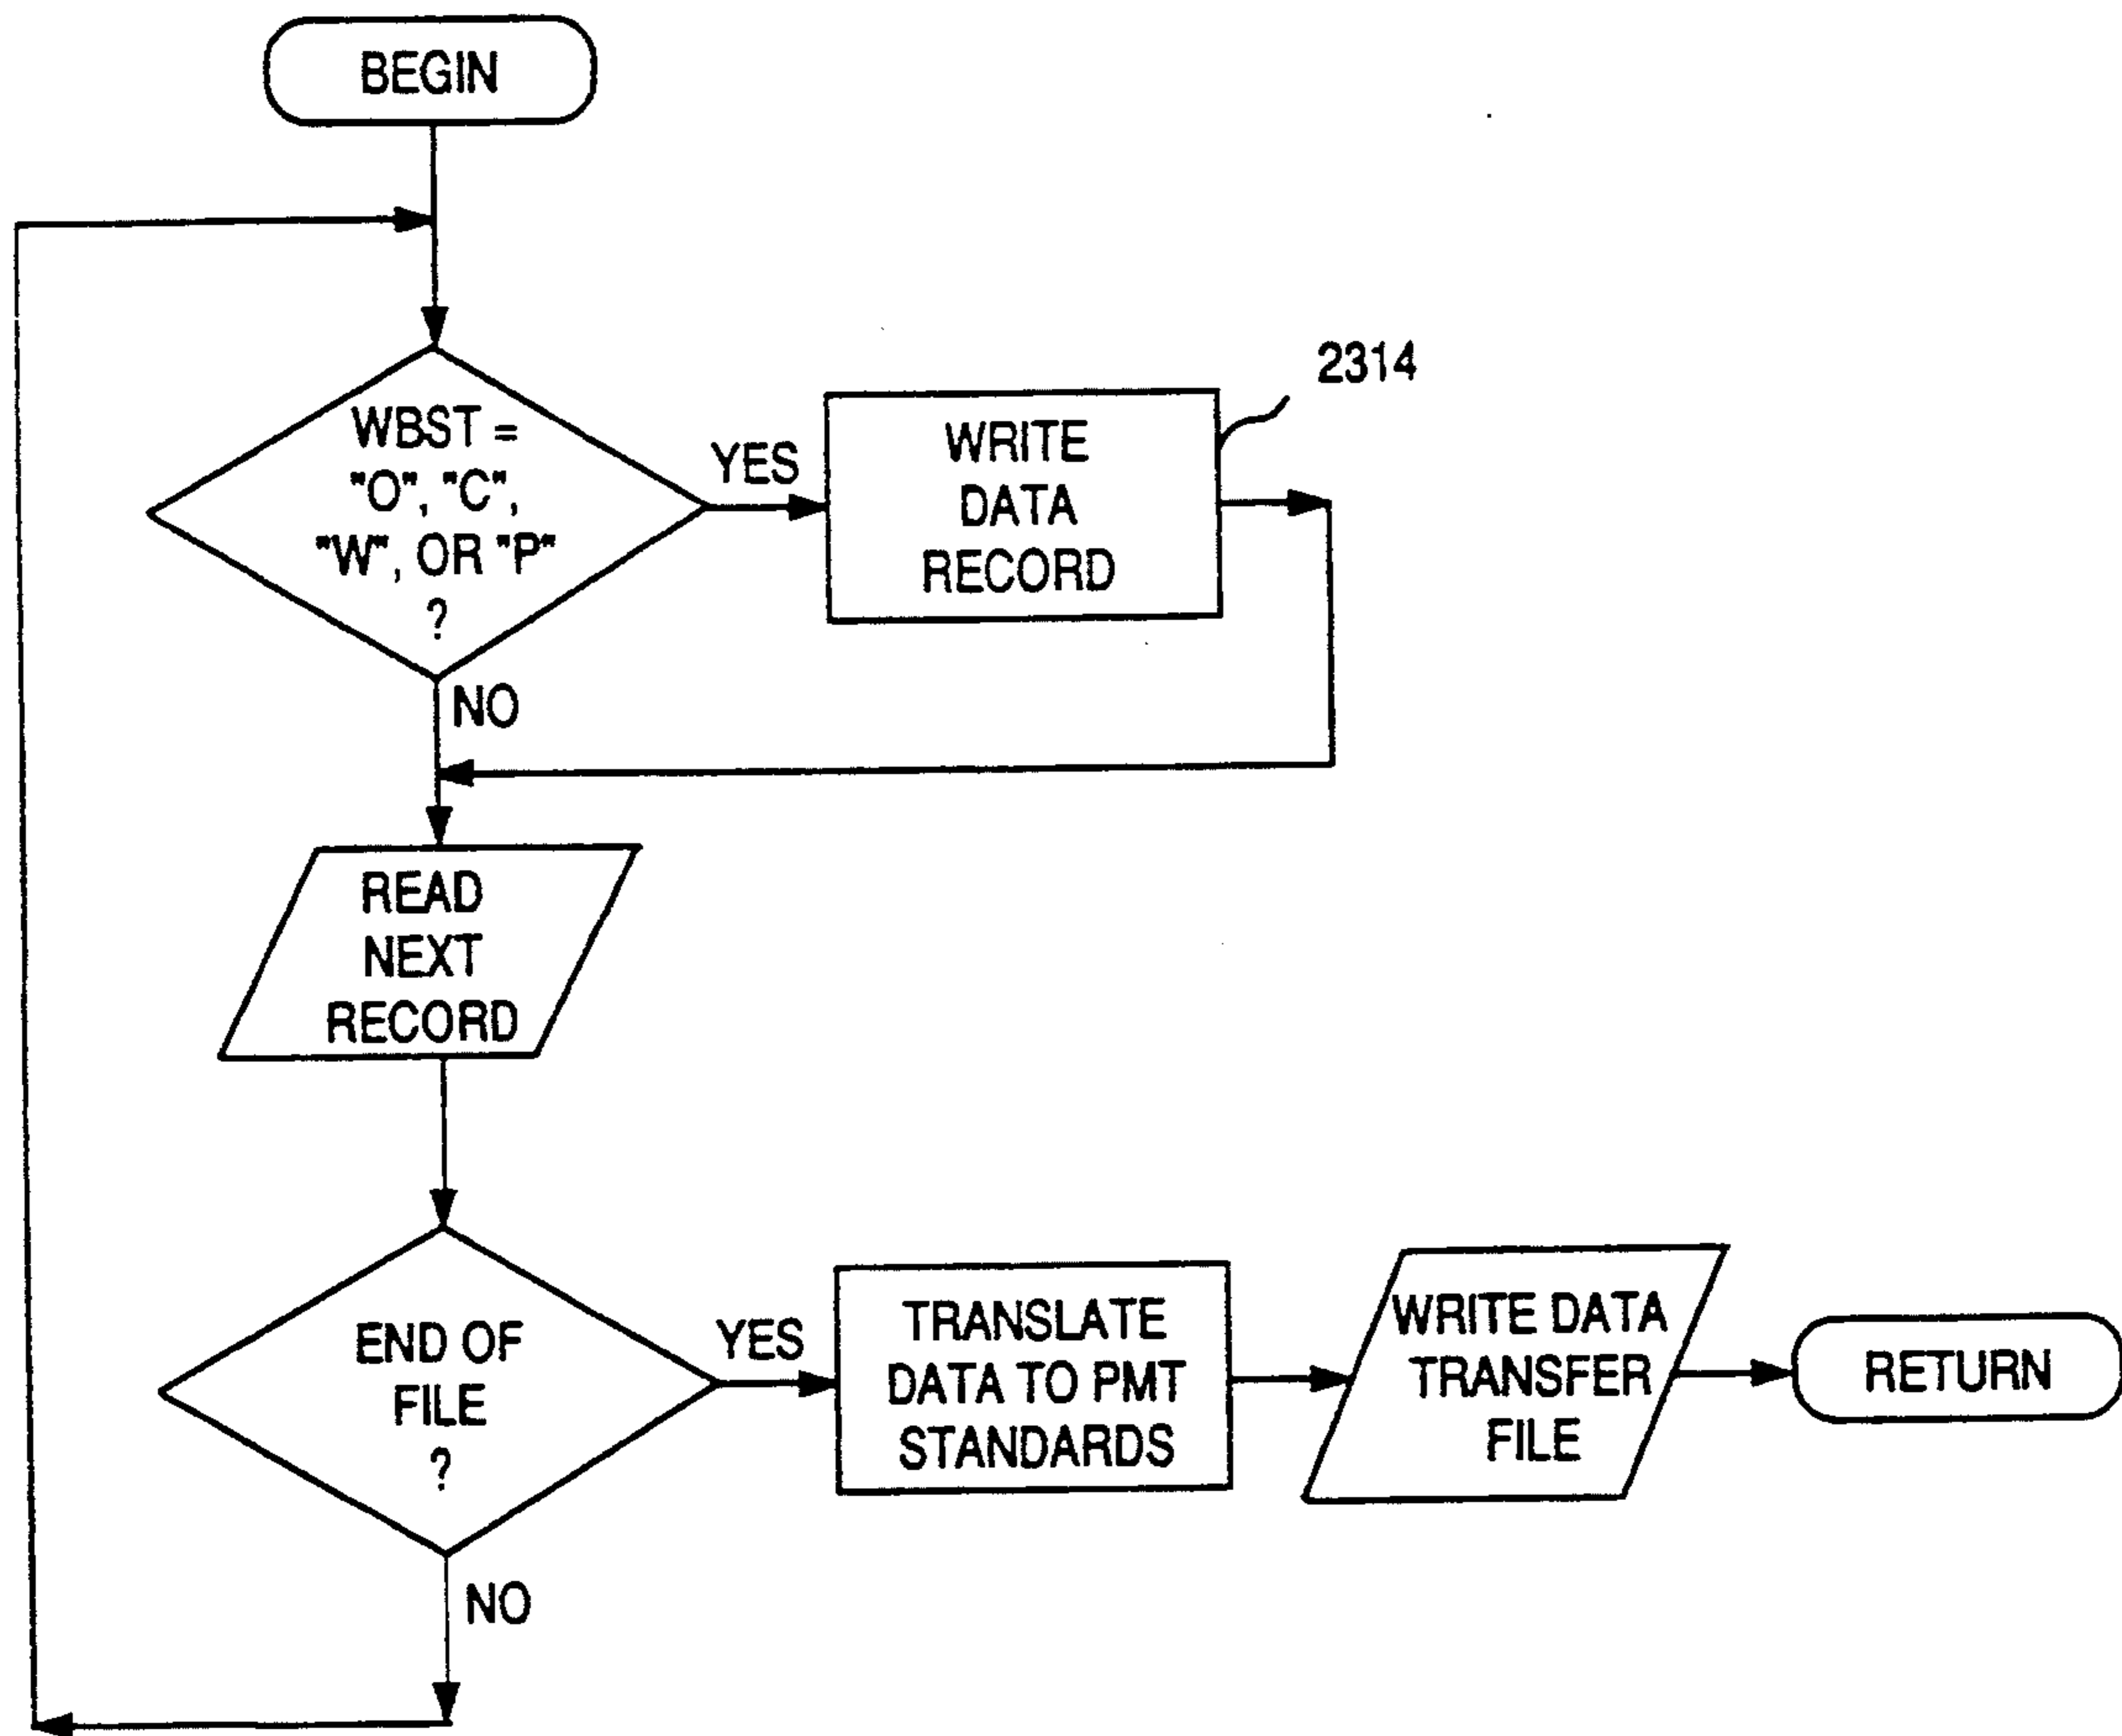 BEGIN
WBST =
"O", "C",
"W", OR "P"
?
YES
WRITE
DATA
RECORD
2314
NO
READ
NEXT
RECORD
END OF
FILE
?
YES
TRANSLATE
DATA TO PMT
STANDARDS
WRITE DATA
TRANSFER
FILE
RETURN
NO